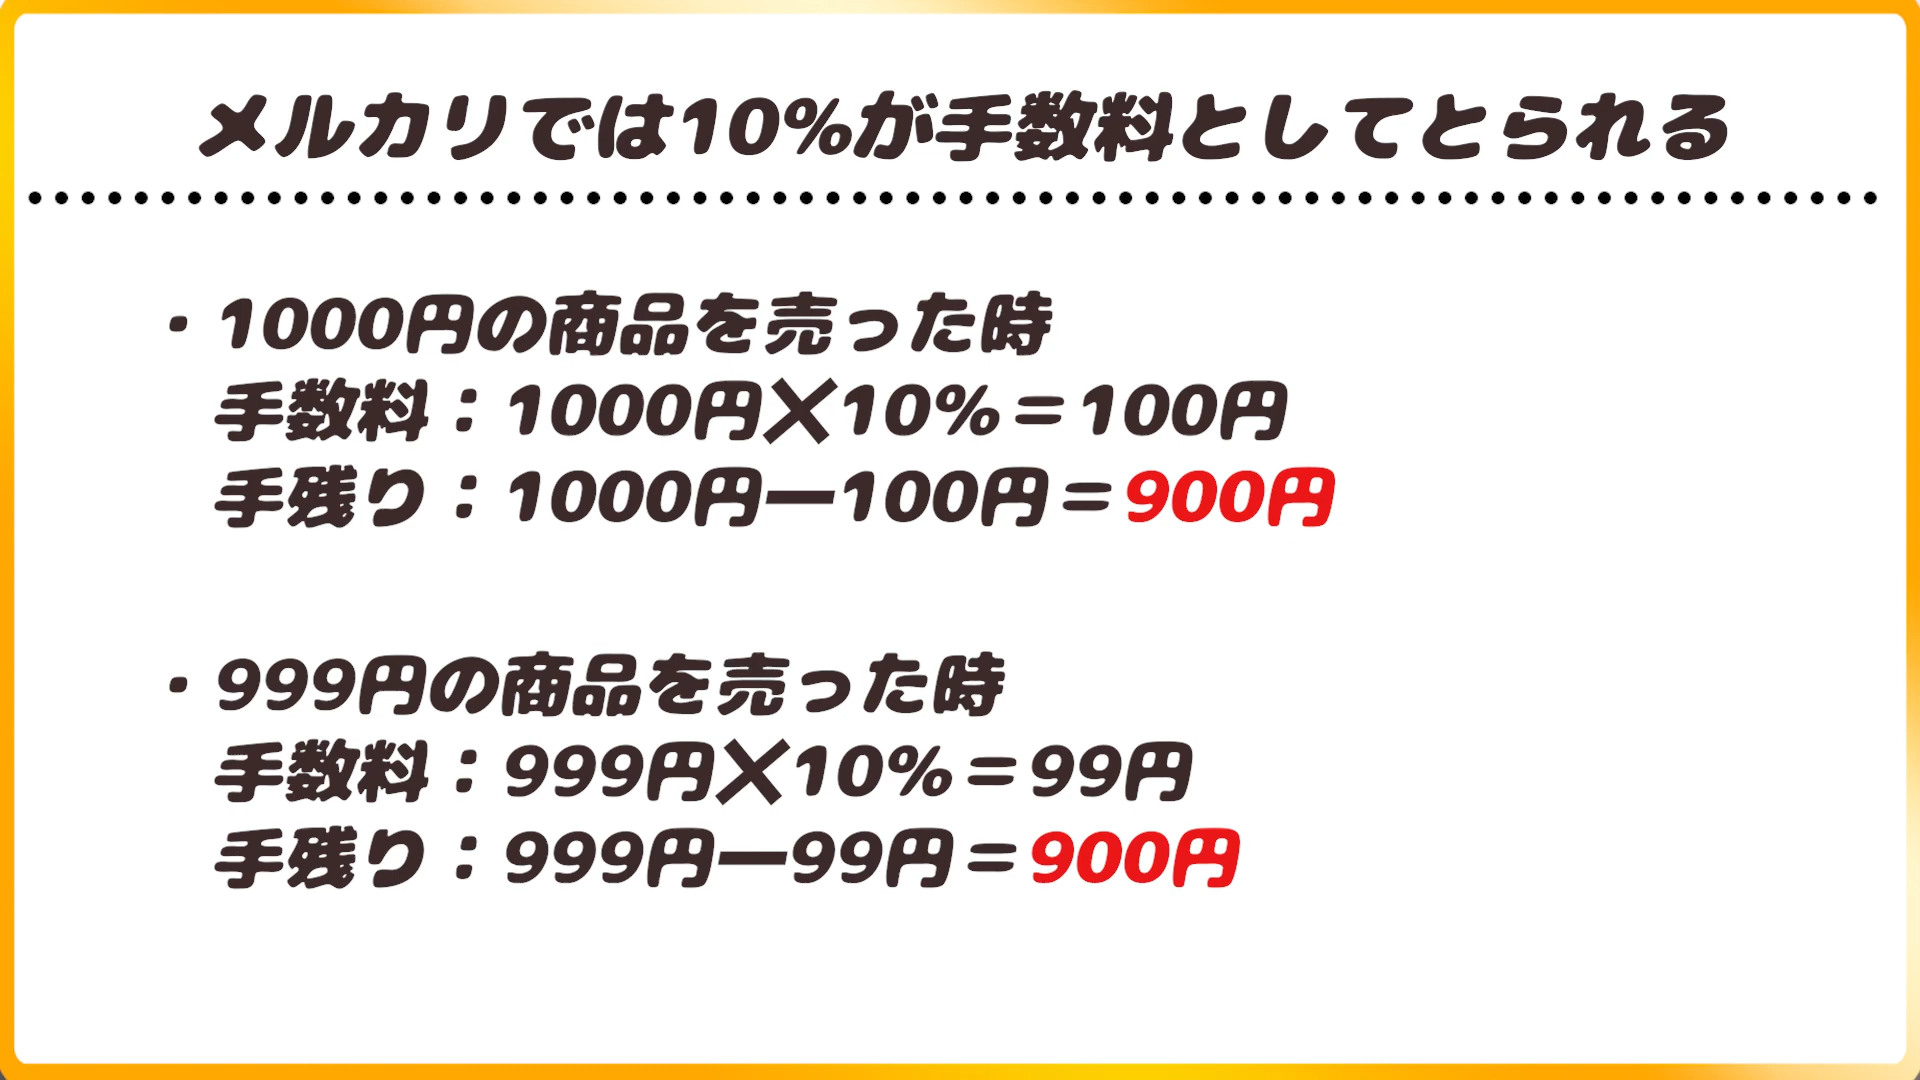 メルカリでは10%が手数料としてとられる
・1000円の商品を売った時
手数料：1000円×10%＝100円
手残り：1000円ー100円＝900円
・999円の商品を売った時
手数料：999円×10%＝99円
手残り：999円ー99円＝900円